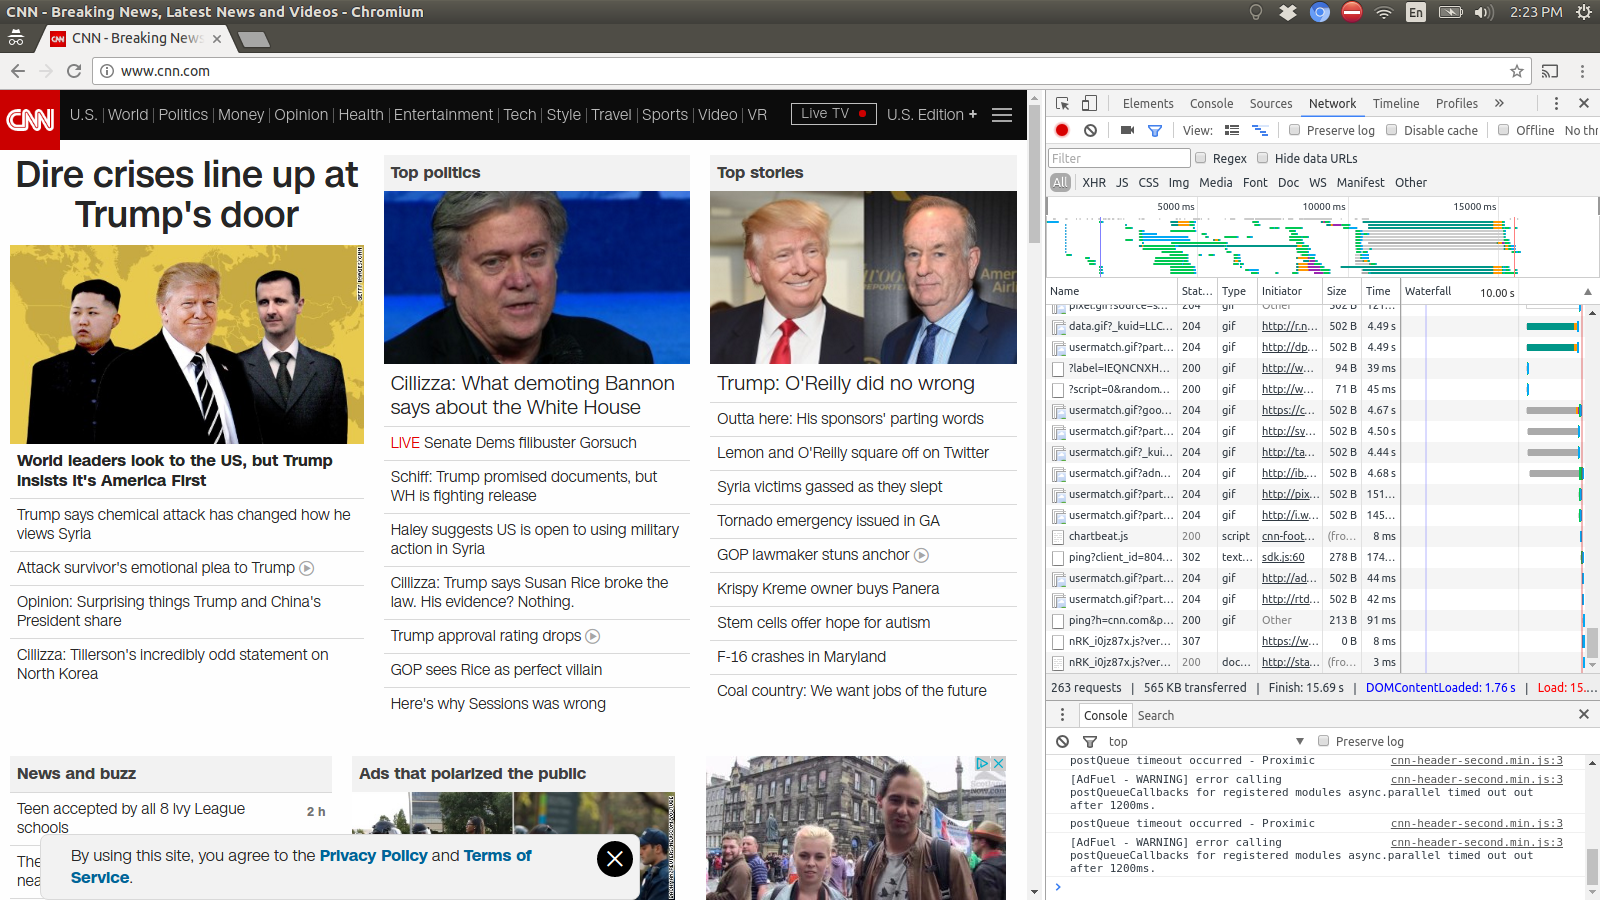 CNN - Breaking News, Latest News and Videos - Chromium
En
2:23 PM
CNN - Breaking News
www.cnn.com
CNN
U.S. World Politics Money Opinion Health Entertainment Tech Style Travel Sports Video VR
Live TV
U.S. Edition +
Dire crises line up at
Trump's door
GETTY IMAGES/CNN
World leaders look to the US, but Trump
insists it's America First
Trump says chemical attack has changed how he
views Syria
Attack survivor's emotional plea to Trump
Opinion: Surprising things Trump and China's
President share
Cillizza: Tillerson's incredibly odd statement on
North Korea
Top politics
Cillizza: What demoting Bannon
says about the White House
LIVE Senate Dems filibuster Gorsuch
Schiff: Trump promised documents, but
WH is fighting release
Haley suggests US is open to using military
action in Syria
Cillizza: Trump says Susan Rice broke the
law. His evidence? Nothing.
Trump approval rating drops
GOP sees Rice as perfect villain
Here's why Sessions was wrong
Top stories
Trump: O'Reilly did no wrong
Outta here: His sponsors' parting words
Lemon and O'Reilly square off on Twitter
Syria victims gassed as they slept
Tornado emergency issued in GA
GOP lawmaker stuns anchor
Krispy Kreme owner buys Panera
Stem cells offer hope for autism
F-16 crashes in Maryland
Coal country: We want jobs of the future
News and buzz
Teen accepted by all 8 Ivy League
schools
2 h
The
nea
Ads that polarized the public
By using this site, you agree to the Privacy Policy and Terms of
Service.
Elements Console Sources Network Timeline Profiles »
View: Preserve log Disable cache Offline No thr
Filter
Regex Hide data URLs
All XHR JS CSS Img Media Font Doc WS Manifest Other
5000 ms 10000 ms 15000 ms
Name Stat... Type Initiator Size Time Waterfall 10.00 s
pixel.gif?source=s... 204 gif Other 502 B 121...
data.gif?_kuid=LLC... 204 gif http://r.n... 502 B 4.49 s
usermatch.gif?part... 204 gif http://dp... 502 B 4.49 s
?label=IEQNCNXH... 200 gif http://w... 94 B 39 ms
?script=0&random... 200 gif http://w... 71 B 45 ms
usermatch.gif?goo... 204 gif https://c... 502 B 4.67 s
usermatch.gif?part... 204 gif http://sv... 502 B 4.50 s
usermatch.gif?_kui... 204 gif http://ta... 502 B 4.44 s
usermatch.gif?adn... 204 gif http://ib... 502 B 4.68 s
usermatch.gif?part... 204 gif http://pix... 502 B 151...
usermatch.gif?part... 204 gif http://i.w... 502 B 145...
chartbeat.js 200 script cnn-foot... (fro... 8 ms
ping?client_id=804... 302 text... sdk.js:60 278 B 174...
usermatch.gif?part... 204 gif http://ad... 502 B 44 ms
usermatch.gif?part... 204 gif http://rtd... 502 B 42 ms
ping?h=cnn.com&p... 200 gif Other 213 B 91 ms
nRK_i0jz87x.js?ver... 307 https://w... 0 B 8 ms
nRK_i0jz87x.js?ver... 200 doc... http://sta... (fro... 3 ms
263 requests | 565 KB transferred | Finish: 15.69 s | DOMContentLoaded: 1.76 s | Load: 15....
Console Search
top ▼ Preserve log
postQueue timeout occurred - Proximic cnn-header-second.min.js:3
[AdFuel - WARNING] error calling cnn-header-second.min.js:3
postQueueCallbacks for registered modules async.parallel timed out out
after 1200ms.
postQueue timeout occurred - Proximic cnn-header-second.min.js:3
[AdFuel - WARNING] error calling cnn-header-second.min.js:3
postQueueCallbacks for registered modules async.parallel timed out out
after 1200ms.